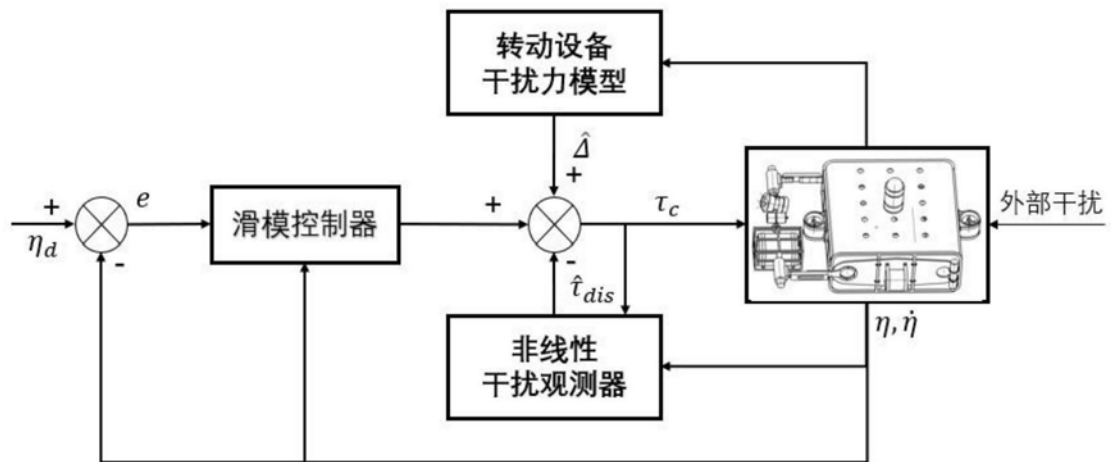 转动设备
干扰力模型
Δ̂
+
+
e
+
τ_c
外部干扰
η_d
滑模控制器
-
-
τ̂_dis
η, η̇
非线性
干扰观测器